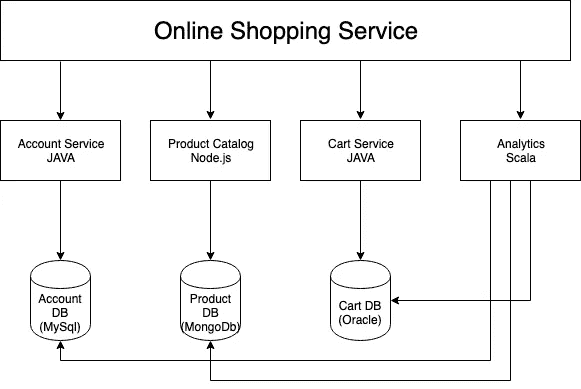 Online Shopping Service
Account Service
JAVA
Product Catalog
Node.js
Cart Service
JAVA
Analytics
Scala
Account
DB
(MySql)
Product
DB
(MongoDb)
Cart DB
(Oracle)